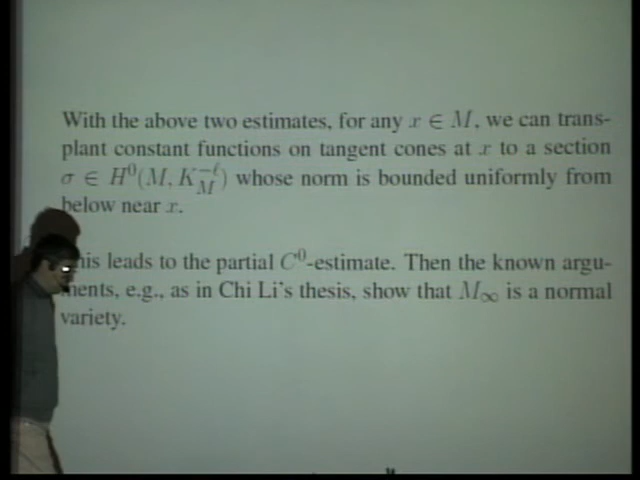 With the above two estimates, for any x ∈ M, we can trans-
plant constant functions on tangent cones at x to a section
σ ∈ H⁰(M, K_M^{-ℓ}) whose norm is bounded uniformly from
below near x.
his leads to the partial C⁰-estimate. Then the known argu-
ments, e.g., as in Chi Li's thesis, show that M_∞ is a normal
variety.